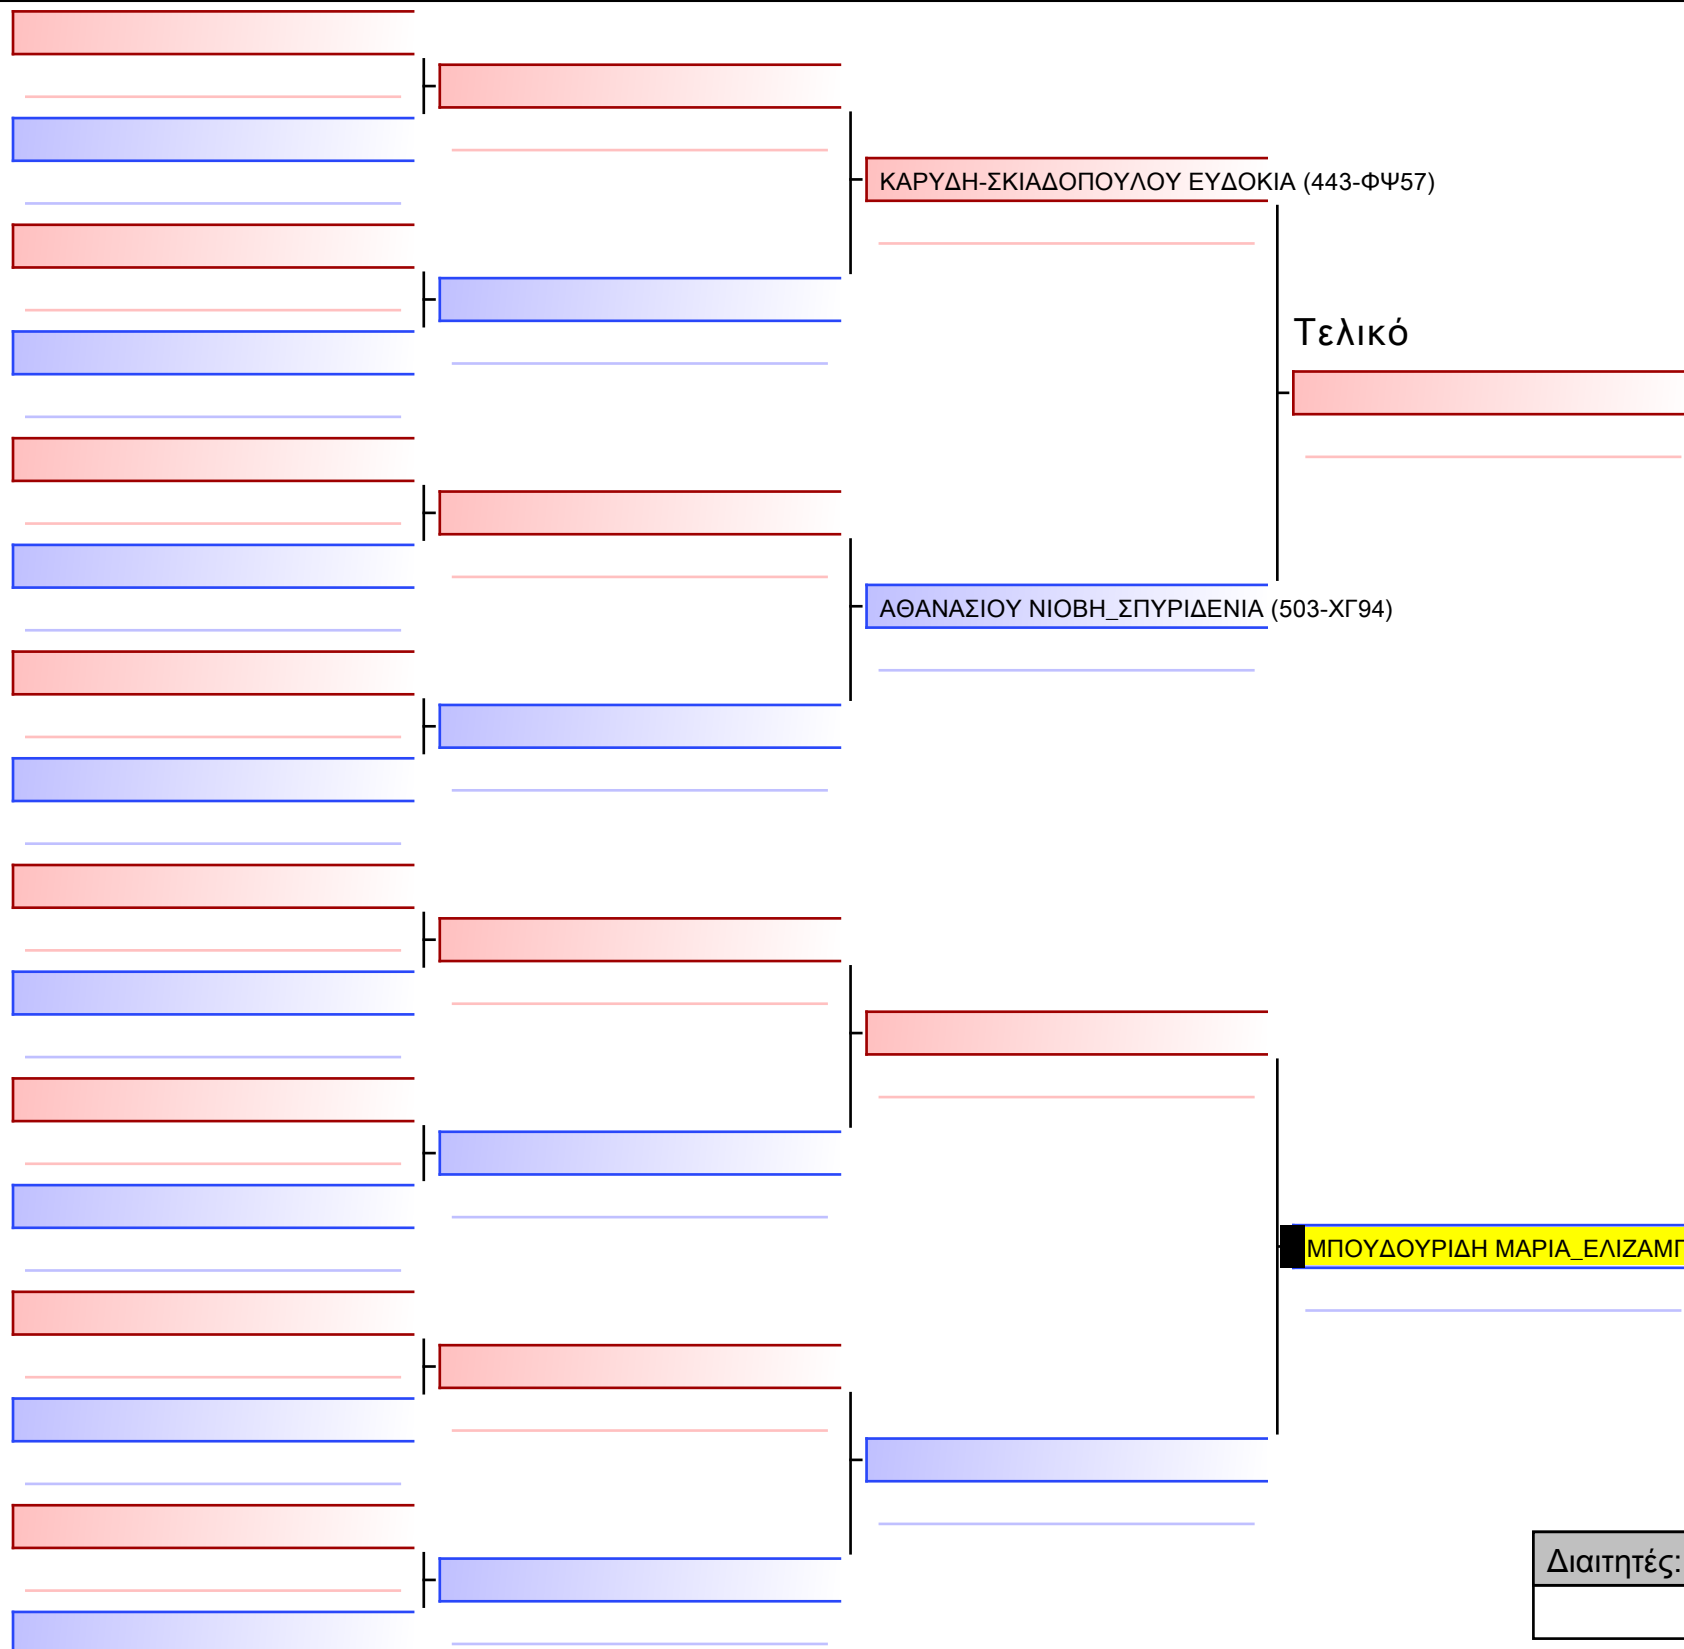 ΚΑΡΥΔΗ-ΣΚΙΑΔΟΠΟΥΛΟΥ ΕΥΔΟΚΙΑ (443-ΦΨ57)
Τελικό
ΑΘΑΝΑΣΙΟΥ ΝΙΟΒΗ_ΣΠΥΡΙΔΕΝΙΑ (503-ΧΓ94)
ΜΠΟΥΔΟΥΡΙΔΗ ΜΑΡΙΑ_ΕΛΙΖΑΜΠ
Διαιτητές: